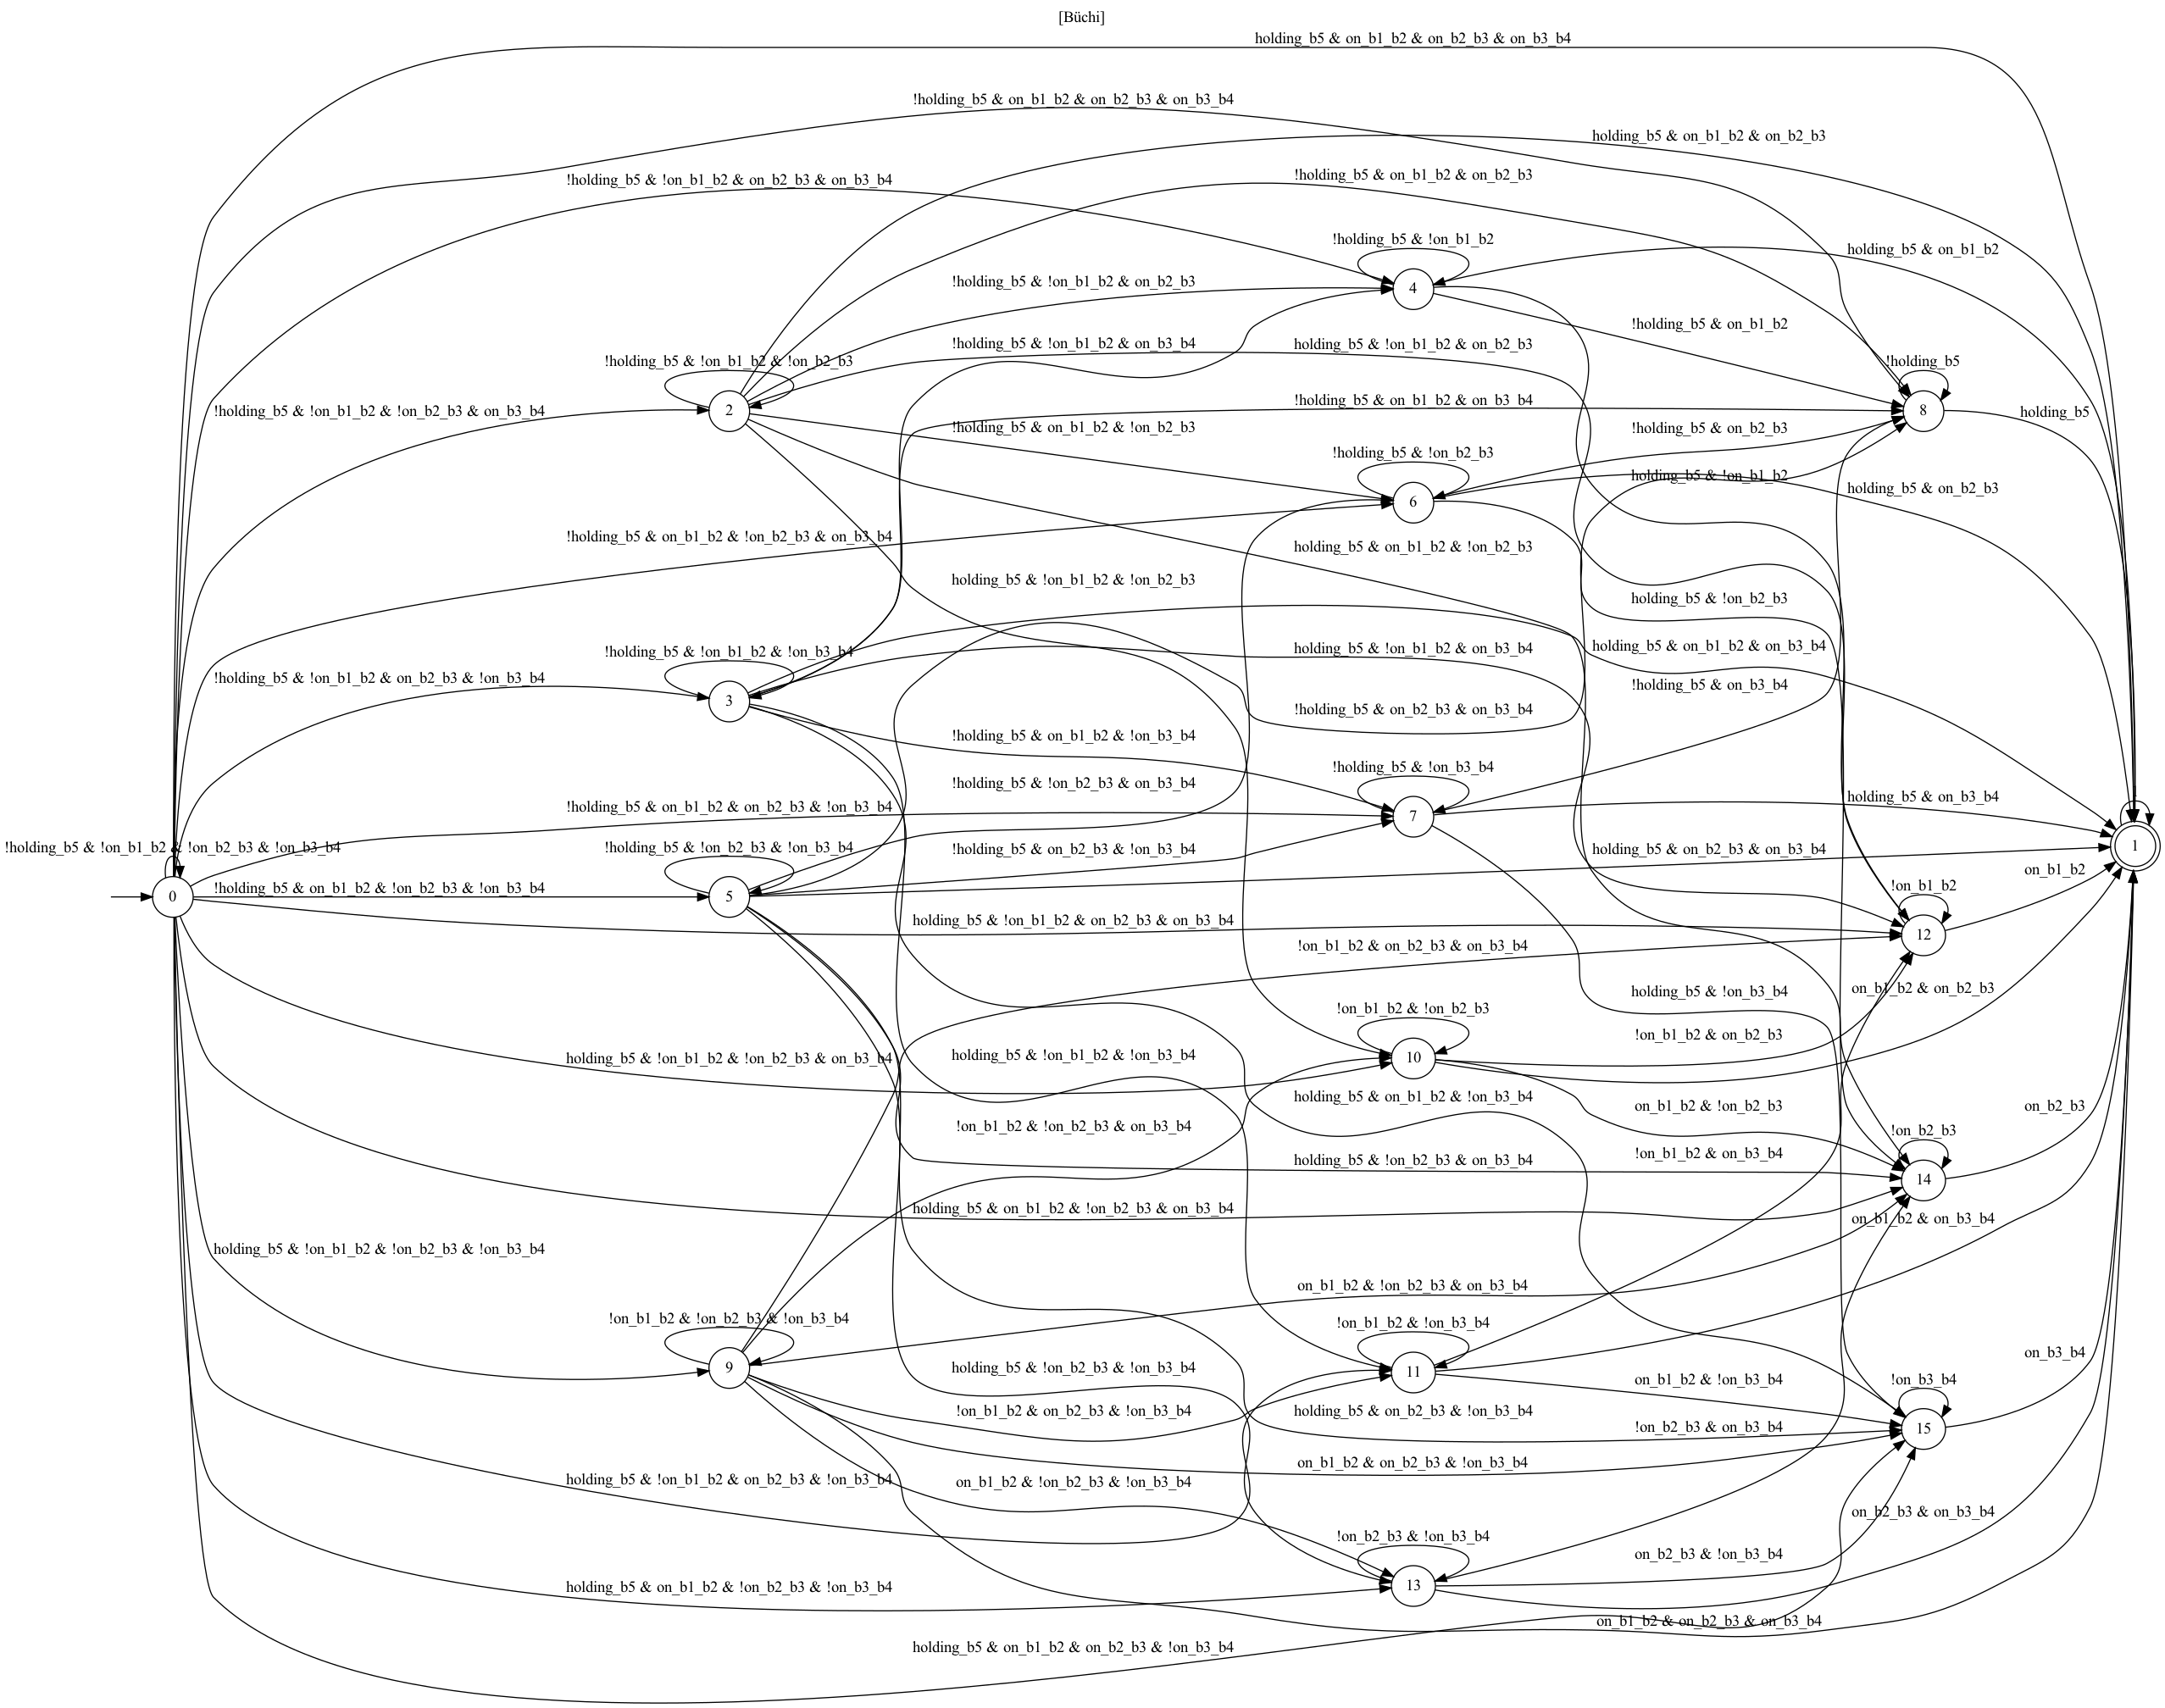 [Büchi]
holding_b5 & on_b1_b2 & on_b2_b3 & on_b3_b4
!holding_b5 & on_b1_b2 & on_b2_b3 & on_b3_b4
holding_b5 & on_b1_b2 & on_b2_b3
!holding_b5 & on_b1_b2 & on_b2_b3
!holding_b5 & !on_b1_b2 & on_b2_b3 & on_b3_b4
!holding_b5 & !on_b1_b2
holding_b5 & on_b1_b2
!holding_b5 & !on_b1_b2 & on_b2_b3
4
!holding_b5 & on_b1_b2
!holding_b5 & !on_b1_b2 & on_b3_b4
holding_b5 & !on_b1_b2 & on_b2_b3
!holding_b5 & !on_b1_b2 & !on_b2_b3
!holding_b5
!holding_b5 & on_b1_b2 & on_b3_b4
!holding_b5 & !on_b1_b2 & !on_b2_b3 & on_b3_b4
2
8
holding_b5
!holding_b5 & on_b1_b2 & !on_b2_b3
!holding_b5 & on_b2_b3
!holding_b5 & !on_b2_b3
holding_b5 & !on_b1_b2
holding_b5 & on_b2_b3
6
!holding_b5 & on_b1_b2 & !on_b2_b3 & on_b3_b4
holding_b5 & on_b1_b2 & !on_b2_b3
holding_b5 & !on_b1_b2 & !on_b2_b3
holding_b5 & !on_b2_b3
!holding_b5 & !on_b1_b2 & !on_b3_b4
holding_b5 & !on_b1_b2 & on_b3_b4
holding_b5 & on_b1_b2 & on_b3_b4
!holding_b5 & !on_b1_b2 & on_b2_b3 & !on_b3_b4
!holding_b5 & on_b3_b4
3
!holding_b5 & on_b2_b3 & on_b3_b4
!holding_b5 & on_b1_b2 & !on_b3_b4
!holding_b5 & !on_b3_b4
!holding_b5 & !on_b2_b3 & on_b3_b4
holding_b5 & on_b3_b4
!holding_b5 & on_b1_b2 & on_b2_b3 & !on_b3_b4
7
!holding_b5 & !on_b1_b2 & !on_b2_b3 & !on_b3_b4
!holding_b5 & !on_b2_b3 & !on_b3_b4
!holding_b5 & on_b2_b3 & !on_b3_b4
holding_b5 & on_b2_b3 & on_b3_b4
1
on_b1_b2
!holding_b5 & on_b1_b2 & !on_b2_b3 & !on_b3_b4
!on_b1_b2
0
5
holding_b5 & !on_b1_b2 & on_b2_b3 & on_b3_b4
12
!on_b1_b2 & on_b2_b3 & on_b3_b4
holding_b5 & !on_b3_b4
on_b1_b2 & on_b2_b3
!on_b1_b2 & !on_b2_b3
!on_b1_b2 & on_b2_b3
holding_b5 & !on_b1_b2 & !on_b2_b3 & on_b3_b4
holding_b5 & !on_b1_b2 & !on_b3_b4
10
holding_b5 & on_b1_b2 & !on_b3_b4
on_b1_b2 & !on_b2_b3
on_b2_b3
!on_b1_b2 & !on_b2_b3 & on_b3_b4
!on_b2_b3
holding_b5 & !on_b2_b3 & on_b3_b4
!on_b1_b2 & on_b3_b4
14
holding_b5 & on_b1_b2 & !on_b2_b3 & on_b3_b4
on_b1_b2 & on_b3_b4
holding_b5 & !on_b1_b2 & !on_b2_b3 & !on_b3_b4
on_b1_b2 & !on_b2_b3 & on_b3_b4
!on_b1_b2 & !on_b2_b3 & !on_b3_b4
!on_b1_b2 & !on_b3_b4
on_b3_b4
9
holding_b5 & !on_b2_b3 & !on_b3_b4
11
on_b1_b2 & !on_b3_b4
!on_b3_b4
!on_b1_b2 & on_b2_b3 & !on_b3_b4
holding_b5 & on_b2_b3 & !on_b3_b4
!on_b2_b3 & on_b3_b4
15
on_b1_b2 & on_b2_b3 & !on_b3_b4
holding_b5 & !on_b1_b2 & on_b2_b3 & !on_b3_b4
on_b1_b2 & !on_b2_b3 & !on_b3_b4
on_b2_b3 & on_b3_b4
!on_b2_b3 & !on_b3_b4
on_b2_b3 & !on_b3_b4
holding_b5 & on_b1_b2 & !on_b2_b3 & !on_b3_b4
13
on_b1_b2 & on_b2_b3 & on_b3_b4
holding_b5 & on_b1_b2 & on_b2_b3 & !on_b3_b4